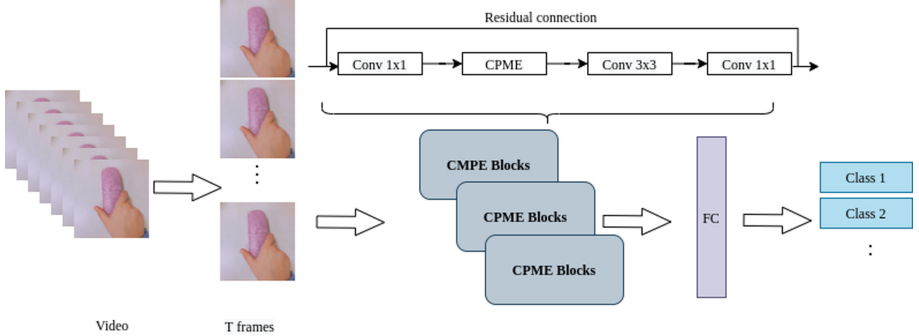 Residual connection
Conv 1x1
CPME
Conv 3x3
Conv 1x1
CMPE Blocks
CPME Blocks
CPME Blocks
FC
Class 1
Class 2
Video
T frames